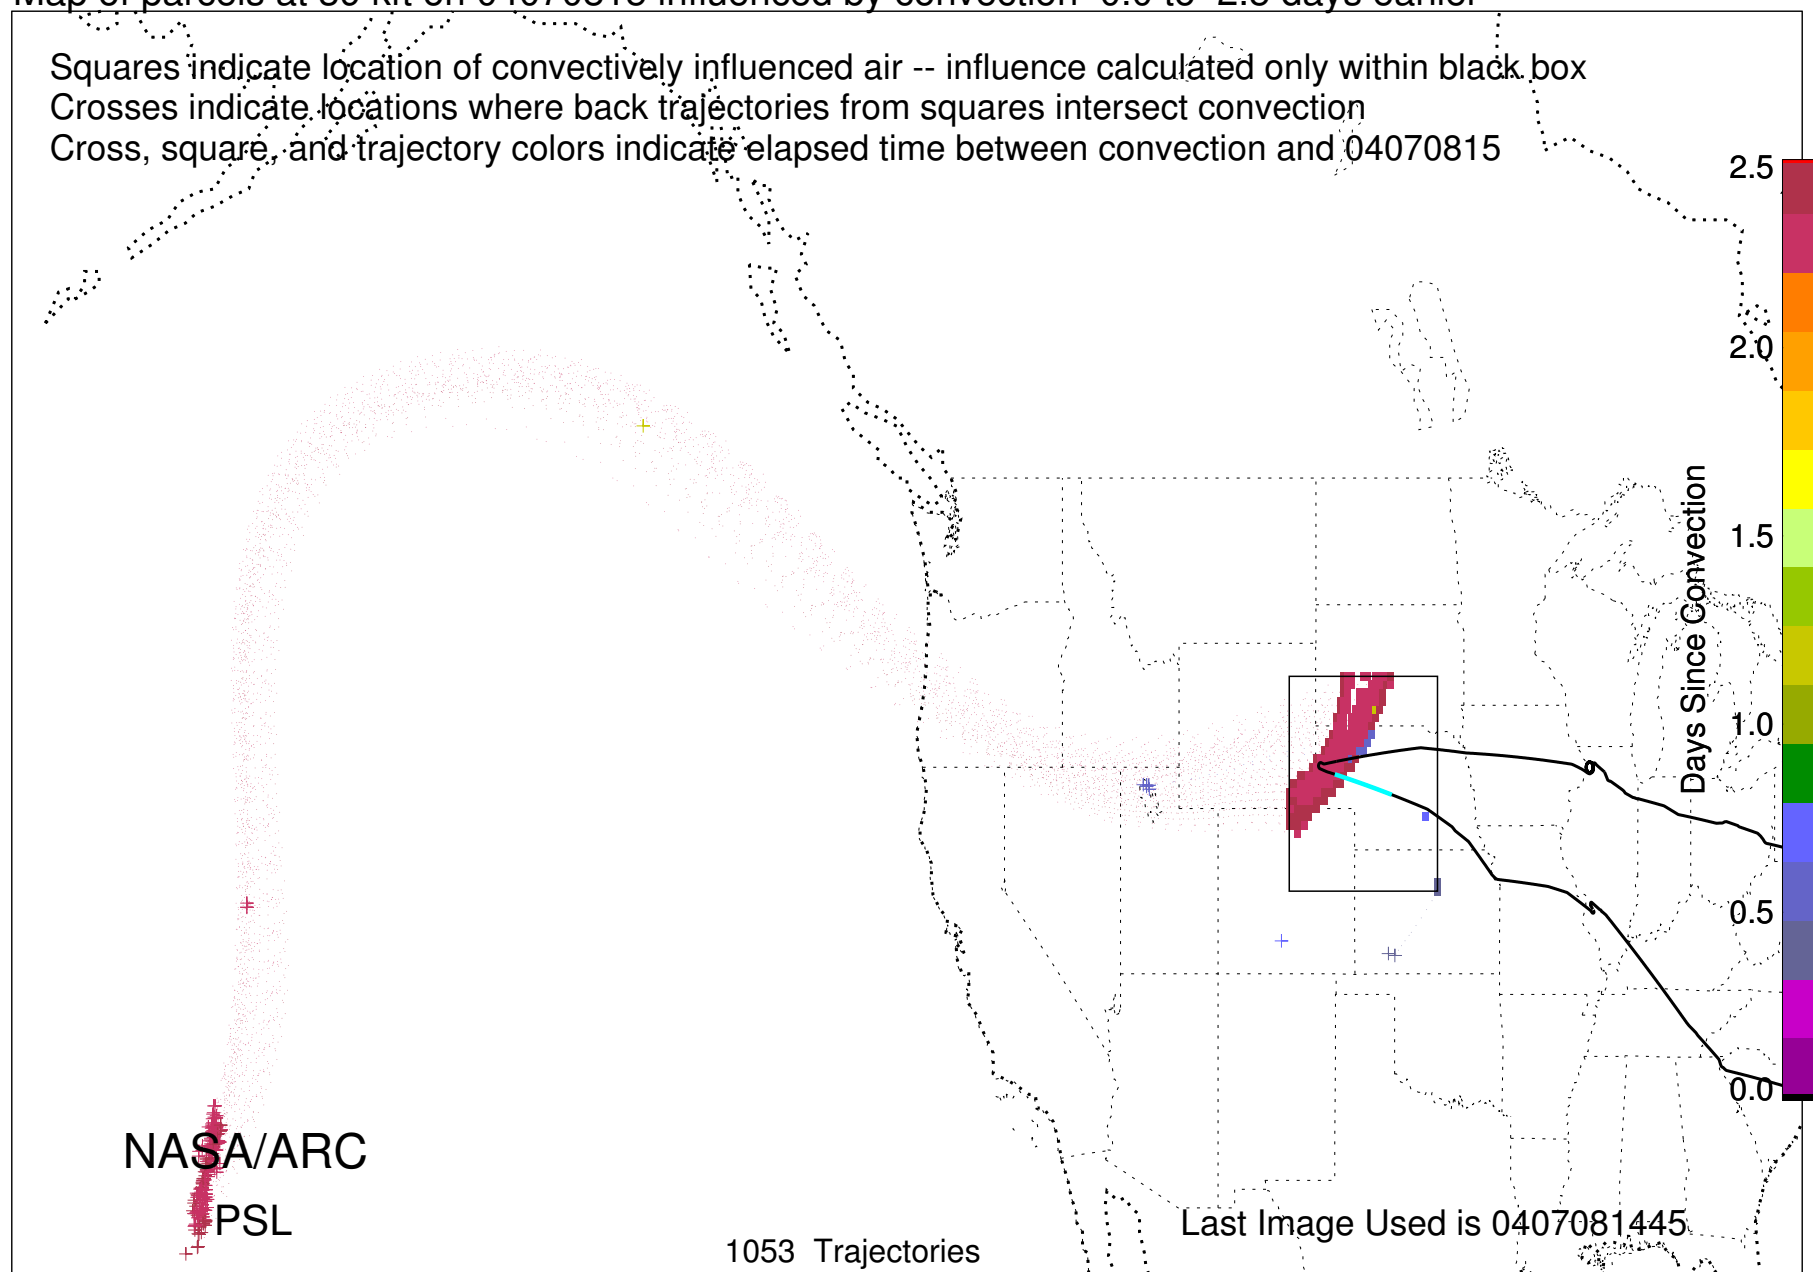 Squares indicate location of convectively influenced air -- influence calculated only within black box
Crosses indicate locations where back trajectories from squares intersect convection
Cross, square, and trajectory colors indicate elapsed time between convection and 04070815
2.5
2.0
1.5
1.0
0.5
0.0
Days Since Convection
NASA/ARC
PSL
Last Image Used is 0407081445
1053 Trajectories